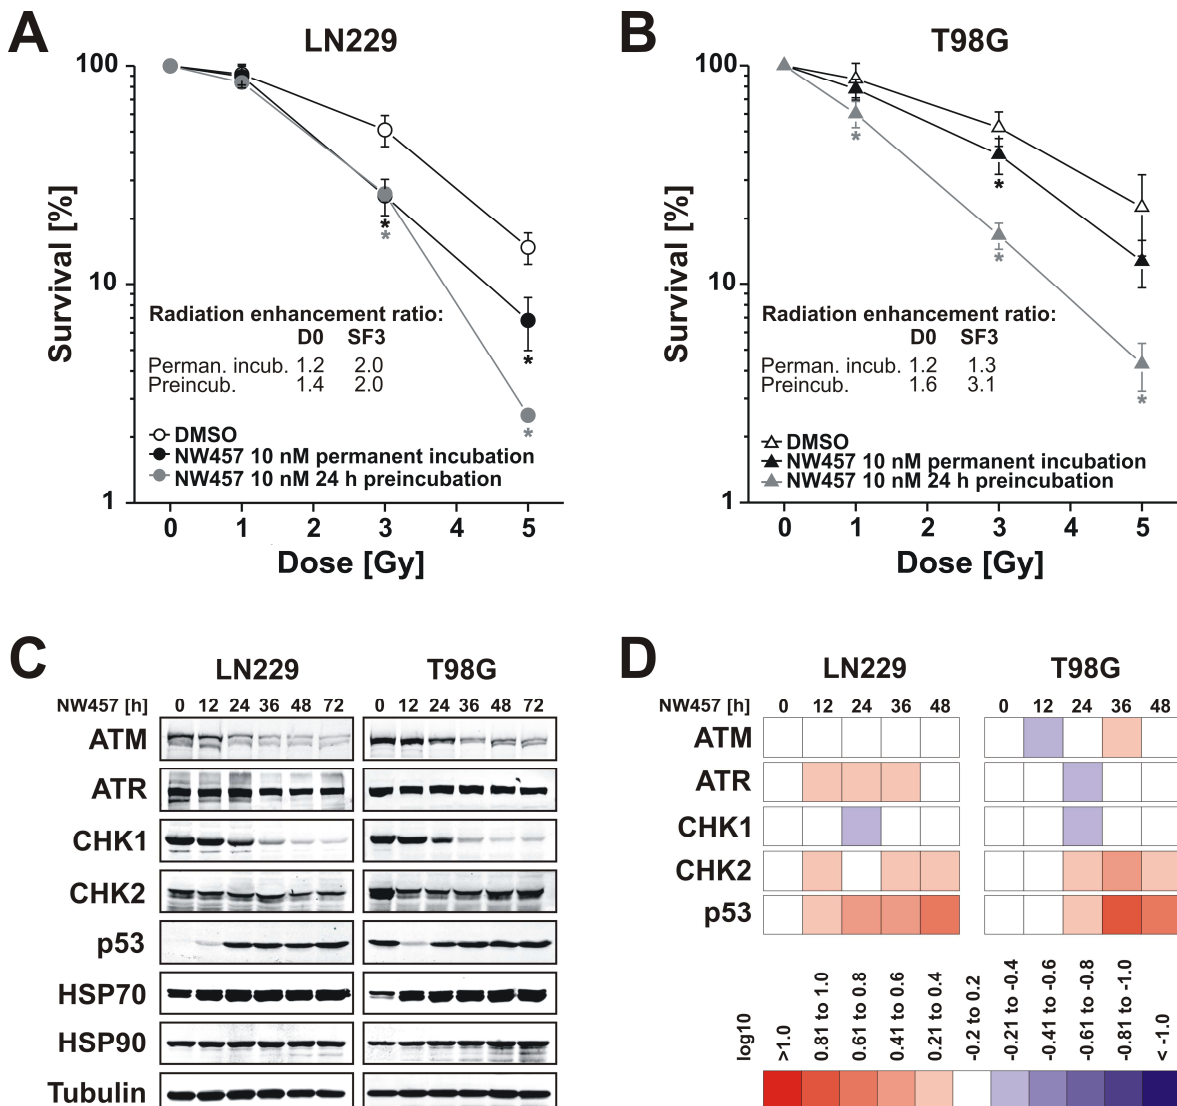 A
LN229
100
10
1
Survival [%]
Radiation enhancement ratio:
D0 SF3
Perman. incub. 1.2 2.0
Preincub. 1.4 2.0
DMSO
NW457 10 nM permanent incubation
NW457 10 nM 24 h preincubation
* * * *
0 1 2 3 4 5
Dose [Gy]
B
T98G
100
10
1
Survival [%]
Radiation enhancement ratio:
D0 SF3
Perman. incub. 1.2 1.3
Preincub. 1.6 3.1
DMSO
NW457 10 nM permanent incubation
NW457 10 nM 24 h preincubation
* * * *
0 1 2 3 4 5
Dose [Gy]
C
LN229 T98G
NW457 [h] 0 12 24 36 48 72 0 12 24 36 48 72
ATM
ATR
CHK1
CHK2
p53
HSP70
HSP90
Tubulin
D
LN229 T98G
NW457 [h] 0 12 24 36 48 0 12 24 36 48
ATM
ATR
CHK1
CHK2
p53
log10
>1.0
0.81 to 1.0
0.61 to 0.8
0.41 to 0.6
0.21 to 0.4
-0.2 to 0.2
-0.21 to -0.4
-0.41 to -0.6
-0.61 to -0.8
-0.81 to -1.0
< -1.0